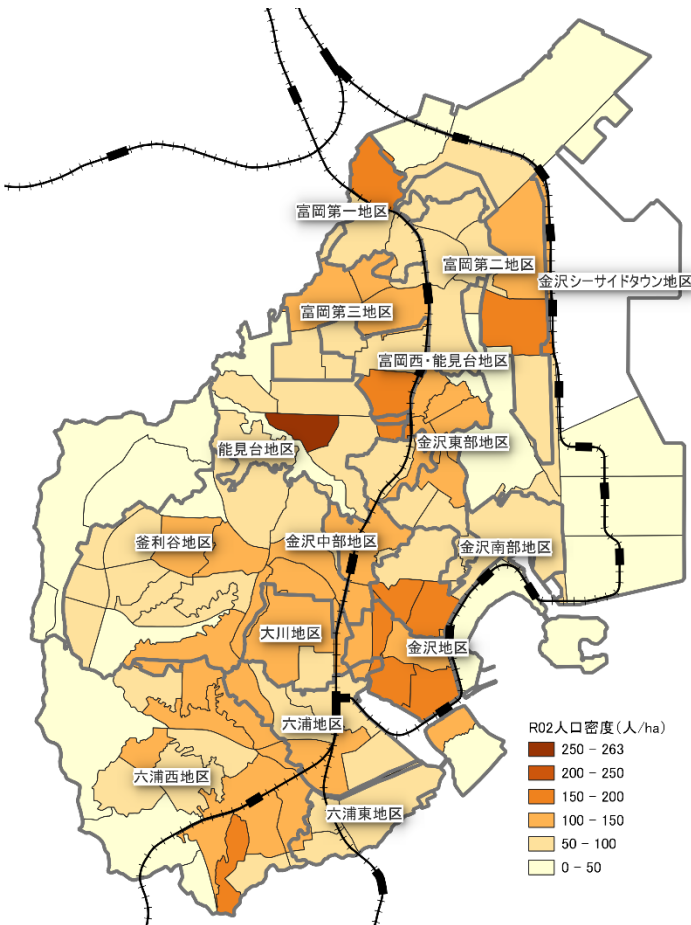 富岡第一地区
富岡第二地区
金沢シーサイドタウン地区
富岡第三地区
富岡西・能見台地区
能見台地区
金沢東部地区
釜利谷地区
金沢中部地区
金沢南部地区
大川地区
金沢地区
六浦地区
六浦西地区
六浦東地区
R02人口密度(人/ha)
250 - 263
200 - 250
150 - 200
100 - 150
50 - 100
0 - 50